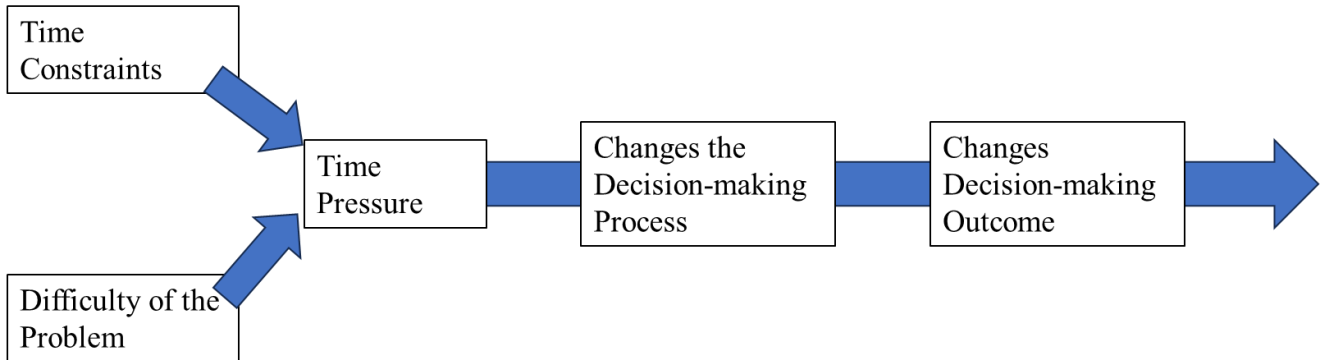 Time
Constraints
Time
Pressure
Changes the
Decision-making
Process
Changes
Decision-making
Outcome
Difficulty of the
Problem